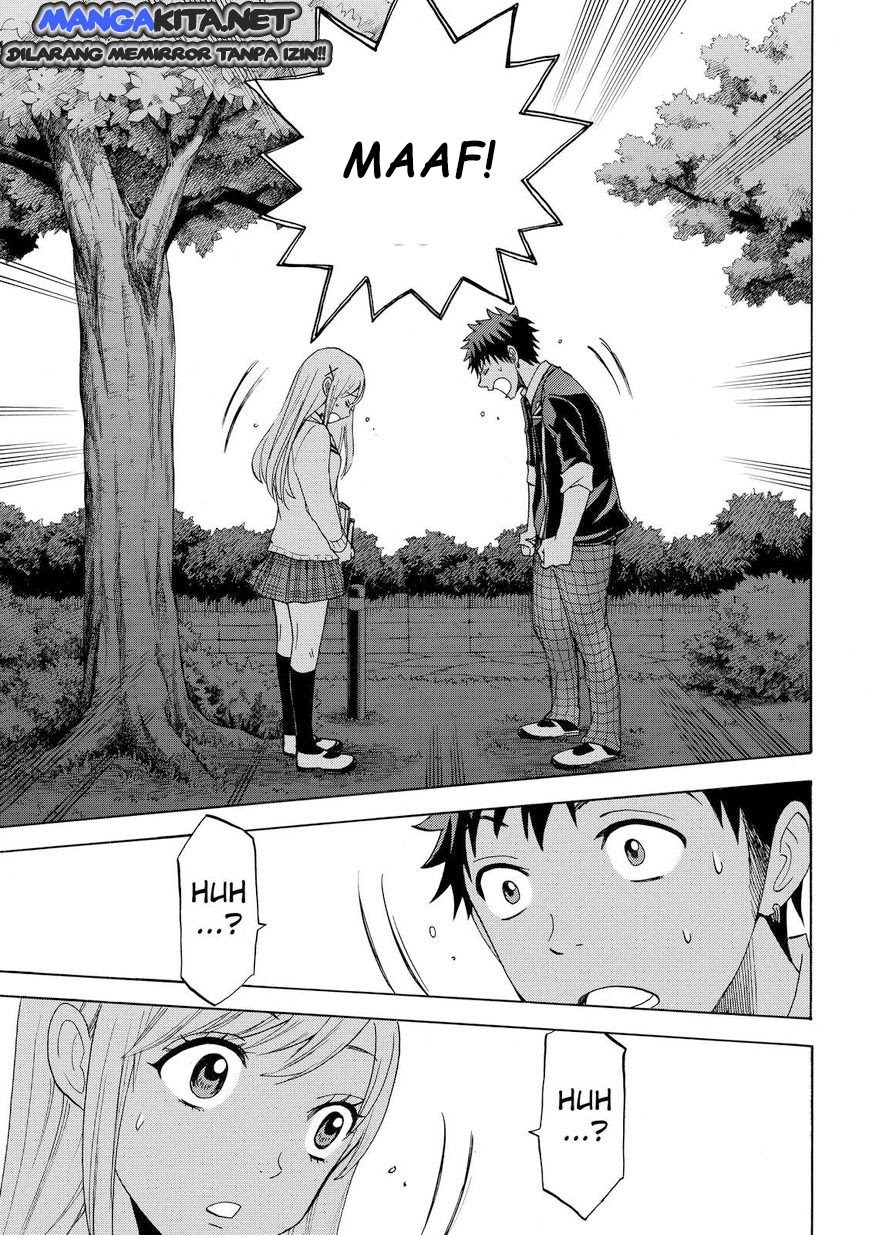 MANGAKITA.NET
DILARANG MEMIRROR TANPA IZIN!!
MAAF!
HUH
...?
HUH
...?